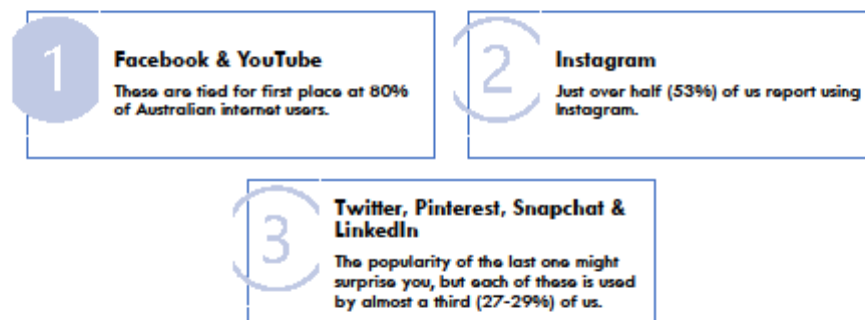 1
Facebook & YouTube
These are tied for first place at 80%
of Australian internet users.
2
Instagram
Just over half (53%) of us report using
Instagram.
3
Twitter, Pinterest, Snapchat &
LinkedIn
The popularity of the last one might
surprise you, but each of these is used
by almost a third (27-29%) of us.